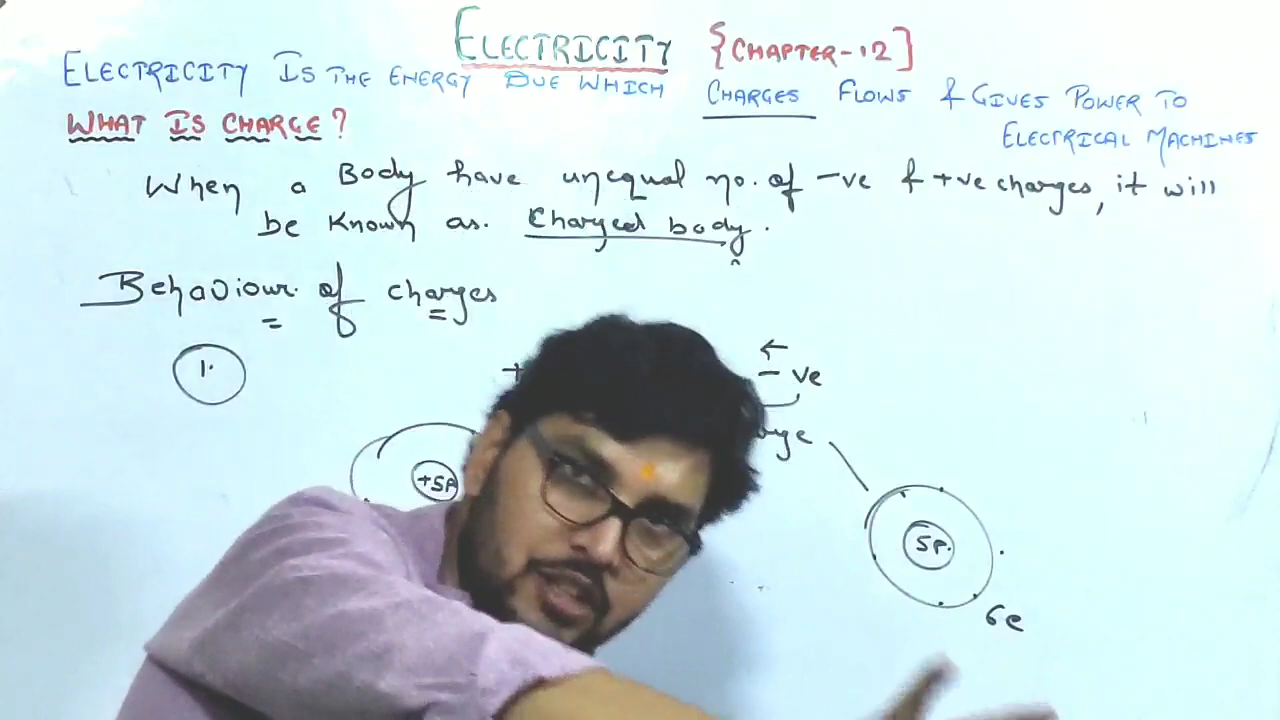 ELECTRICITY {CHAPTER-12]
ELECTRICITY IS THE ENERGY DUE WHICH CHARGES FLOWS & GIVES POWER TO
ELECTRICAL MACHINES
WHAT IS CHARGE?
When a Body have unequal no. of -ve & +ve charges, it will
be known as. Charged body.
Behaviour of charges
1.
+
- ve
+5P
5P.
6e